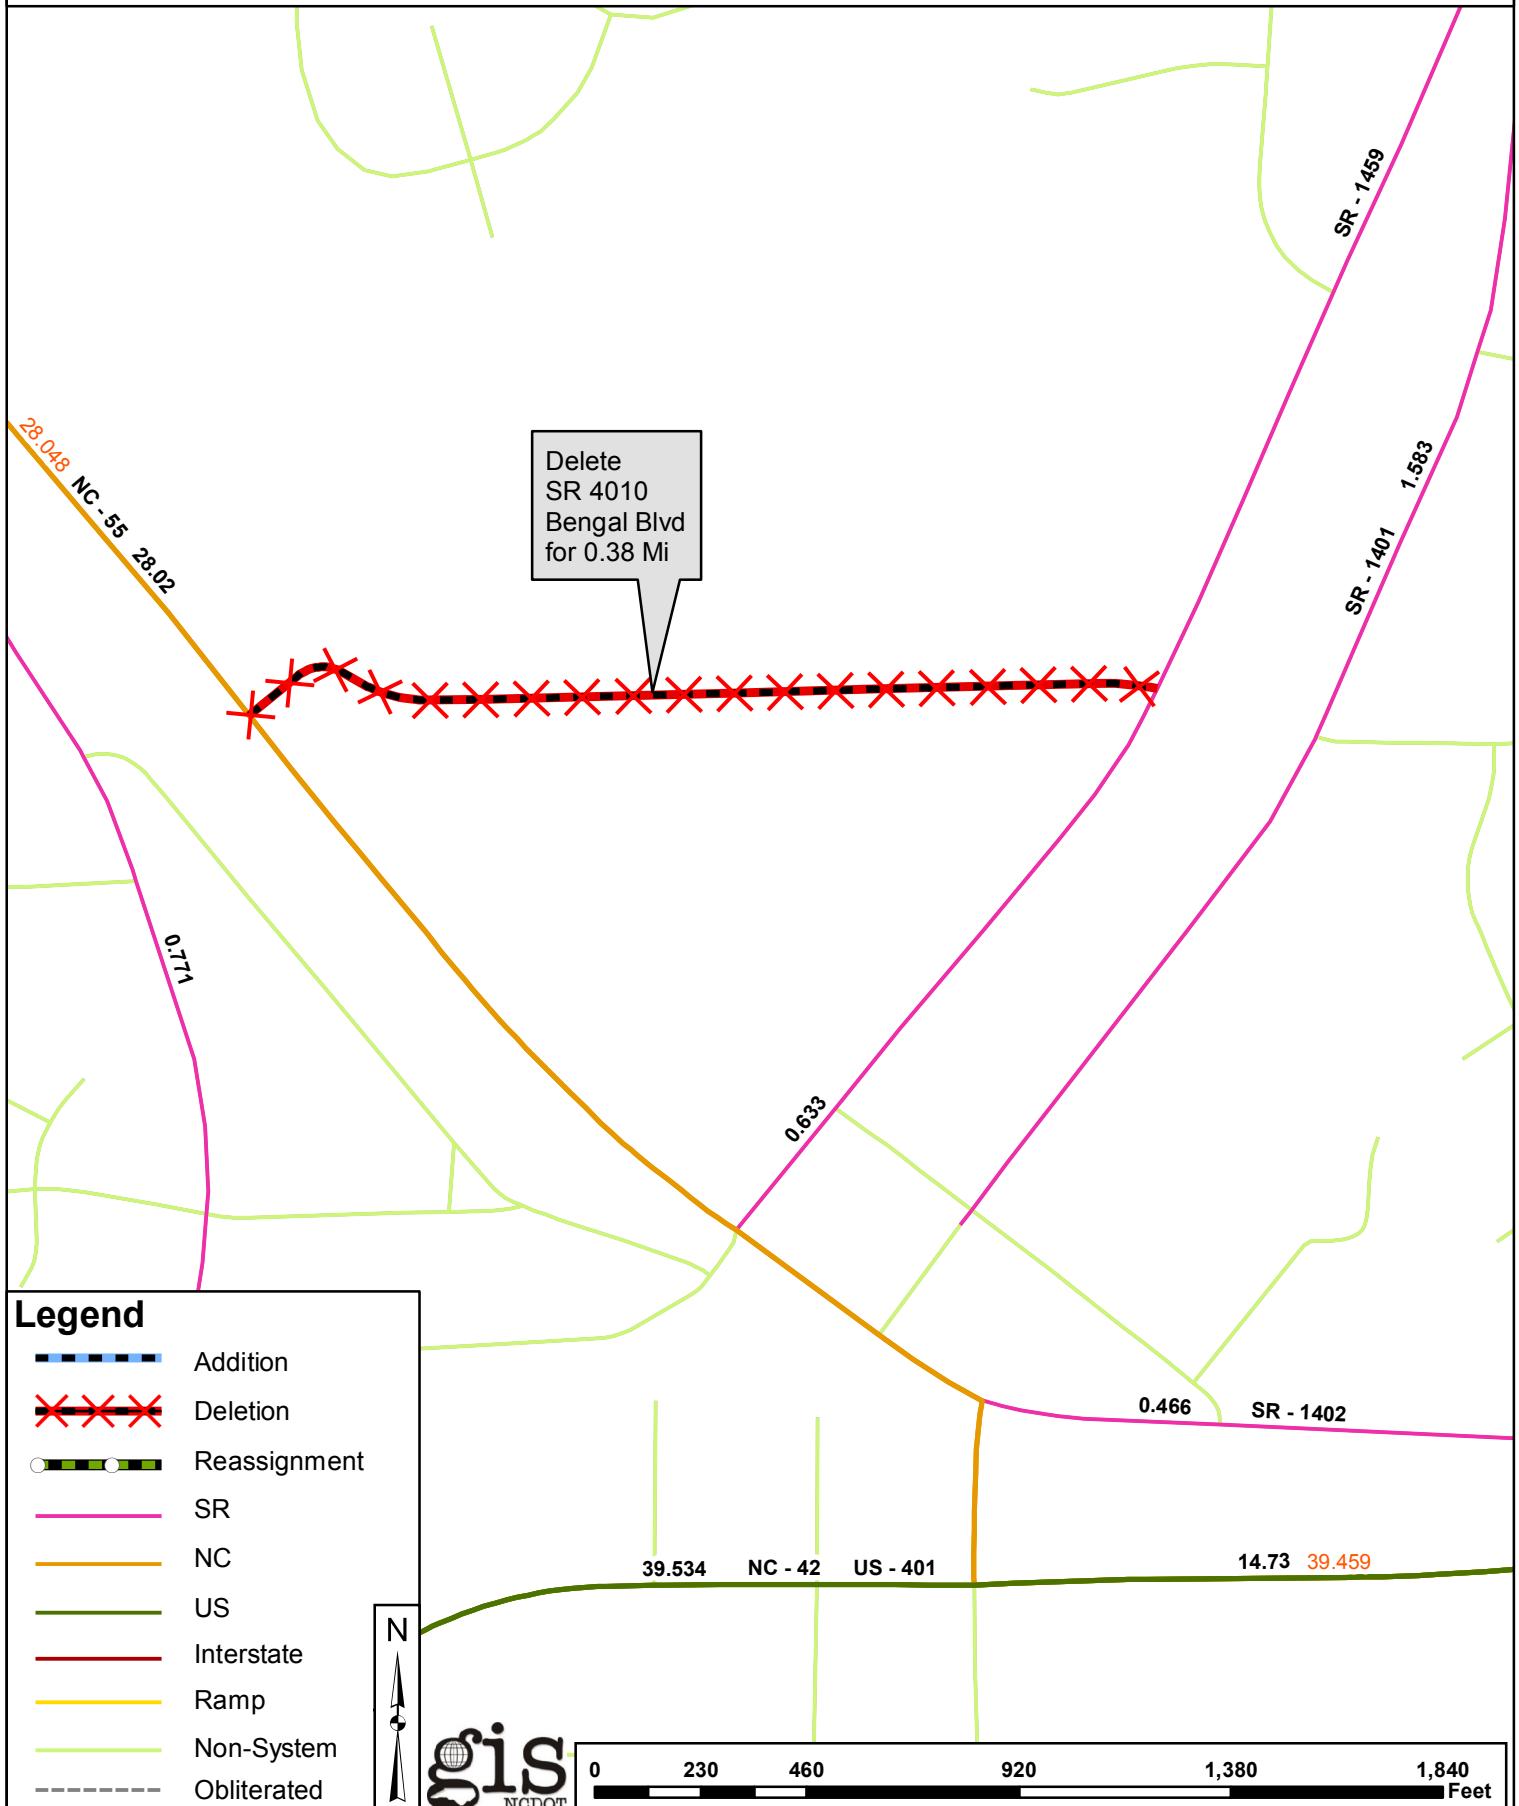 SR - 1459
28.048
NC - 55 28.02
Delete
SR 4010
Bengal Blvd
for 0.38 Mi
1.583
SR - 1401
0.771
0.633
0.466 SR - 1402
39.534 NC - 42 US - 401
14.73 39.459
Legend
Addition
Deletion
Reassignment
SR
NC
US
Interstate
Ramp
Non-System
Obliterated
N
gis
NCDOT
0 230 460 920 1,380 1,840
Feet